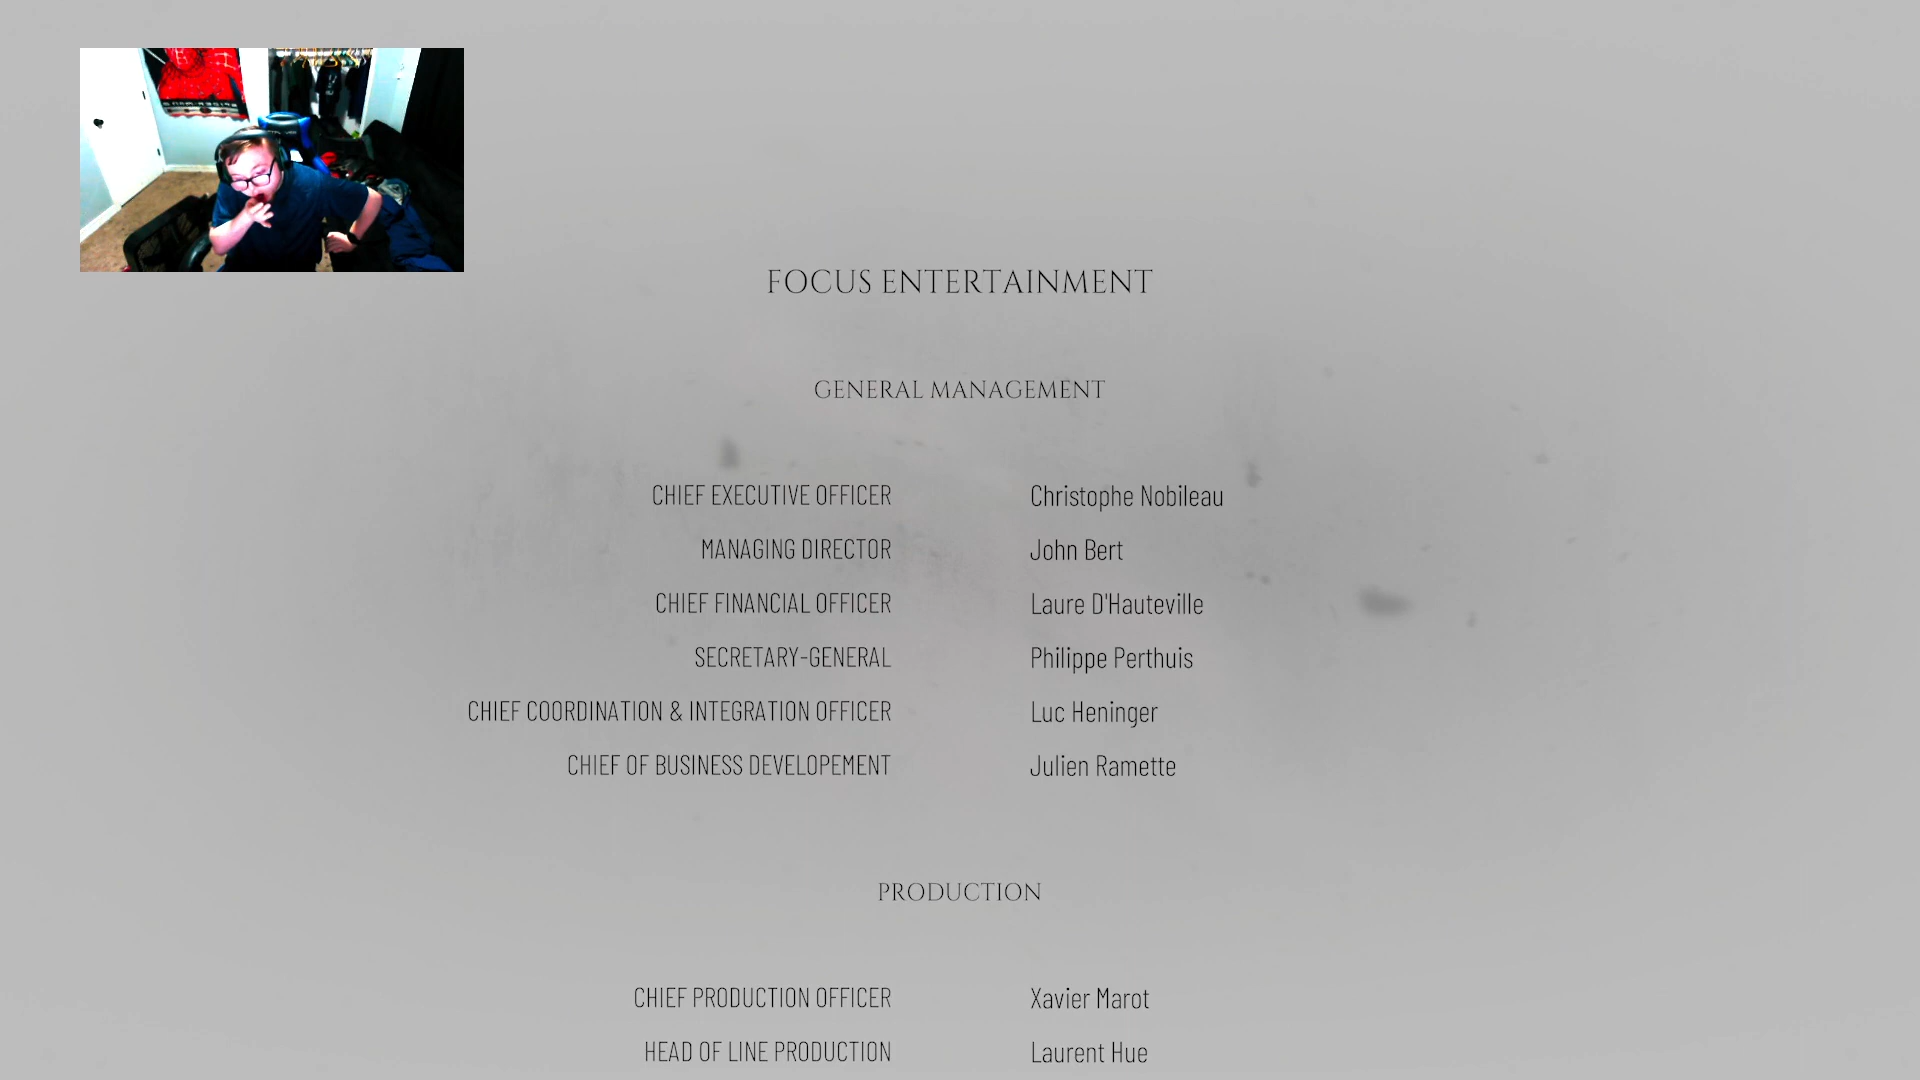 FOCUS ENTERTAINMENT
GENERAL MANAGEMENT
CHIEF EXECUTIVE OFFICER Christophe Nobileau
MANAGING DIRECTOR John Bert
CHIEF FINANCIAL OFFICER Laure D'Hauteville
SECRETARY-GENERAL Philippe Perthuis
CHIEF COORDINATION & INTEGRATION OFFICER Luc Heninger
CHIEF OF BUSINESS DEVELOPEMENT Julien Ramette
PRODUCTION
CHIEF PRODUCTION OFFICER Xavier Marot
HEAD OF LINE PRODUCTION Laurent Hue